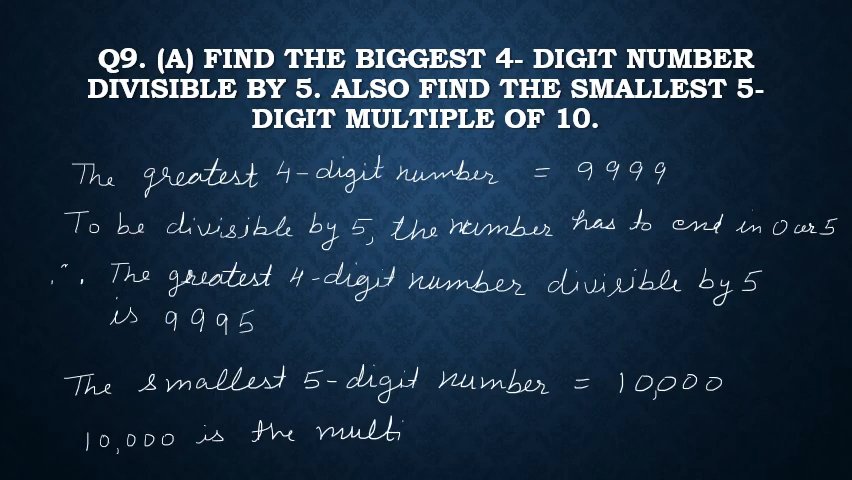 Q9. (A) FIND THE BIGGEST 4- DIGIT NUMBER
DIVISIBLE BY 5. ALSO FIND THE SMALLEST 5-
DIGIT MULTIPLE OF 10.
The greatest 4-digit number = 9999
To be divisible by 5, the number has to end in 0 or 5
∴ The greatest 4-digit number divisible by 5
is 9995
The smallest 5-digit number = 10,000
10,000 is the multi